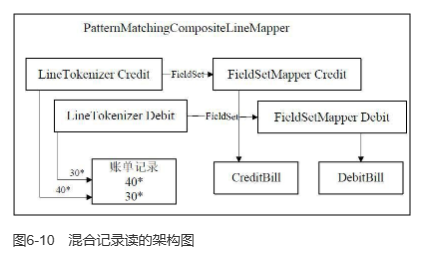 PatternMatchingCompositeLineMapper
LineTokenizer Credit
FieldSet
FieldSetMapper Credit
LineTokenizer Debit
FieldSet
FieldSetMapper Debit
30*
40*
账单记录
40*
30*
CreditBill
DebitBill
图6-10 混合记录读的架构图